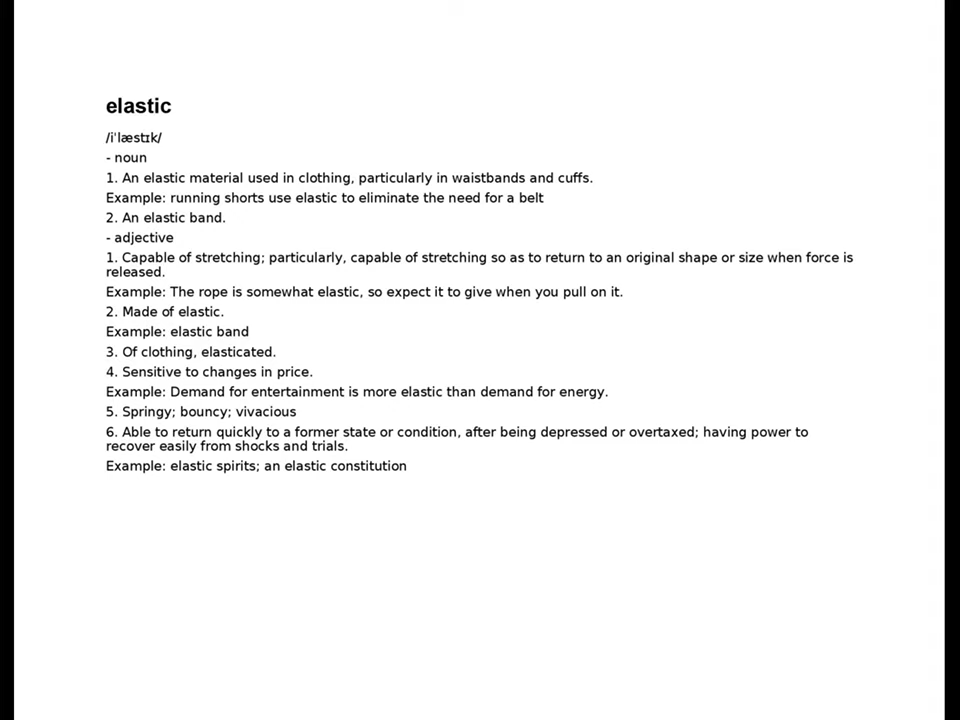 elastic
/iˈlæstɪk/
- noun
1. An elastic material used in clothing, particularly in waistbands and cuffs.
Example: running shorts use elastic to eliminate the need for a belt
2. An elastic band.
- adjective
1. Capable of stretching; particularly, capable of stretching so as to return to an original shape or size when force is
released.
Example: The rope is somewhat elastic, so expect it to give when you pull on it.
2. Made of elastic.
Example: elastic band
3. Of clothing, elasticated.
4. Sensitive to changes in price.
Example: Demand for entertainment is more elastic than demand for energy.
5. Springy; bouncy; vivacious
6. Able to return quickly to a former state or condition, after being depressed or overtaxed; having power to
recover easily from shocks and trials.
Example: elastic spirits; an elastic constitution